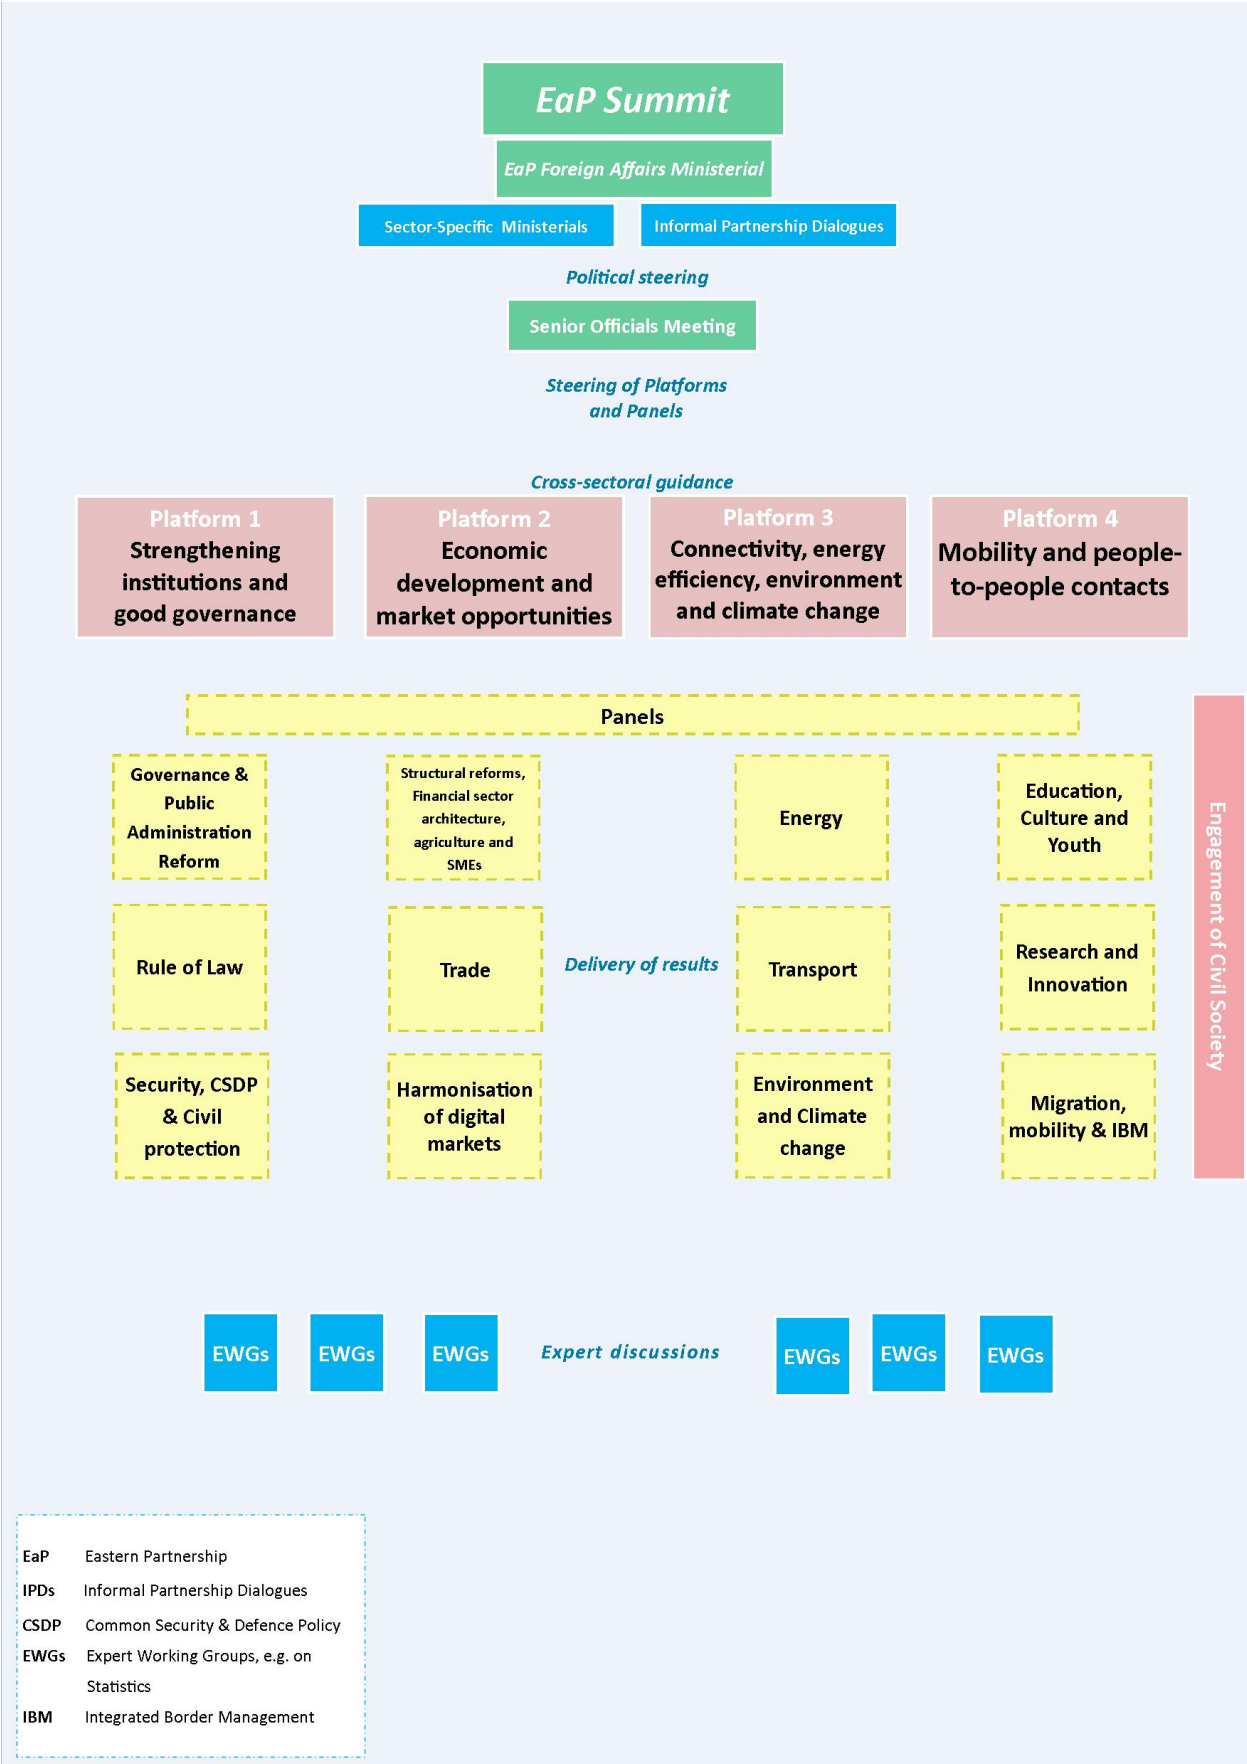 EaP Summit
EaP Foreign Affairs Ministerial
Sector-Specific Ministerials
Informal Partnership Dialogues
Political steering
Senior Officials Meeting
Steering of Platforms
and Panels
Cross-sectoral guidance
Platform 1
Strengthening
institutions and
good governance
Platform 2
Economic
development and
market opportunities
Platform 3
Connectivity, energy
efficiency, environment
and climate change
Platform 4
Mobility and people-
to-people contacts
Panels
Governance &
Public
Administration
Reform
Structural reforms,
Financial sector
architecture,
agriculture and
SMEs
Energy
Education,
Culture and
Youth
Rule of Law
Trade
Delivery of results
Transport
Research and
Innovation
Security, CSDP
& Civil
protection
Harmonisation
of digital
markets
Environment
and Climate
change
Migration,
mobility & IBM
Engagement of Civil Society
EWGs
EWGs
EWGs
Expert discussions
EWGs
EWGs
EWGs
EaP Eastern Partnership
IPDs Informal Partnership Dialogues
CSDP Common Security & Defence Policy
EWGs Expert Working Groups, e.g. on
Statistics
IBM Integrated Border Management